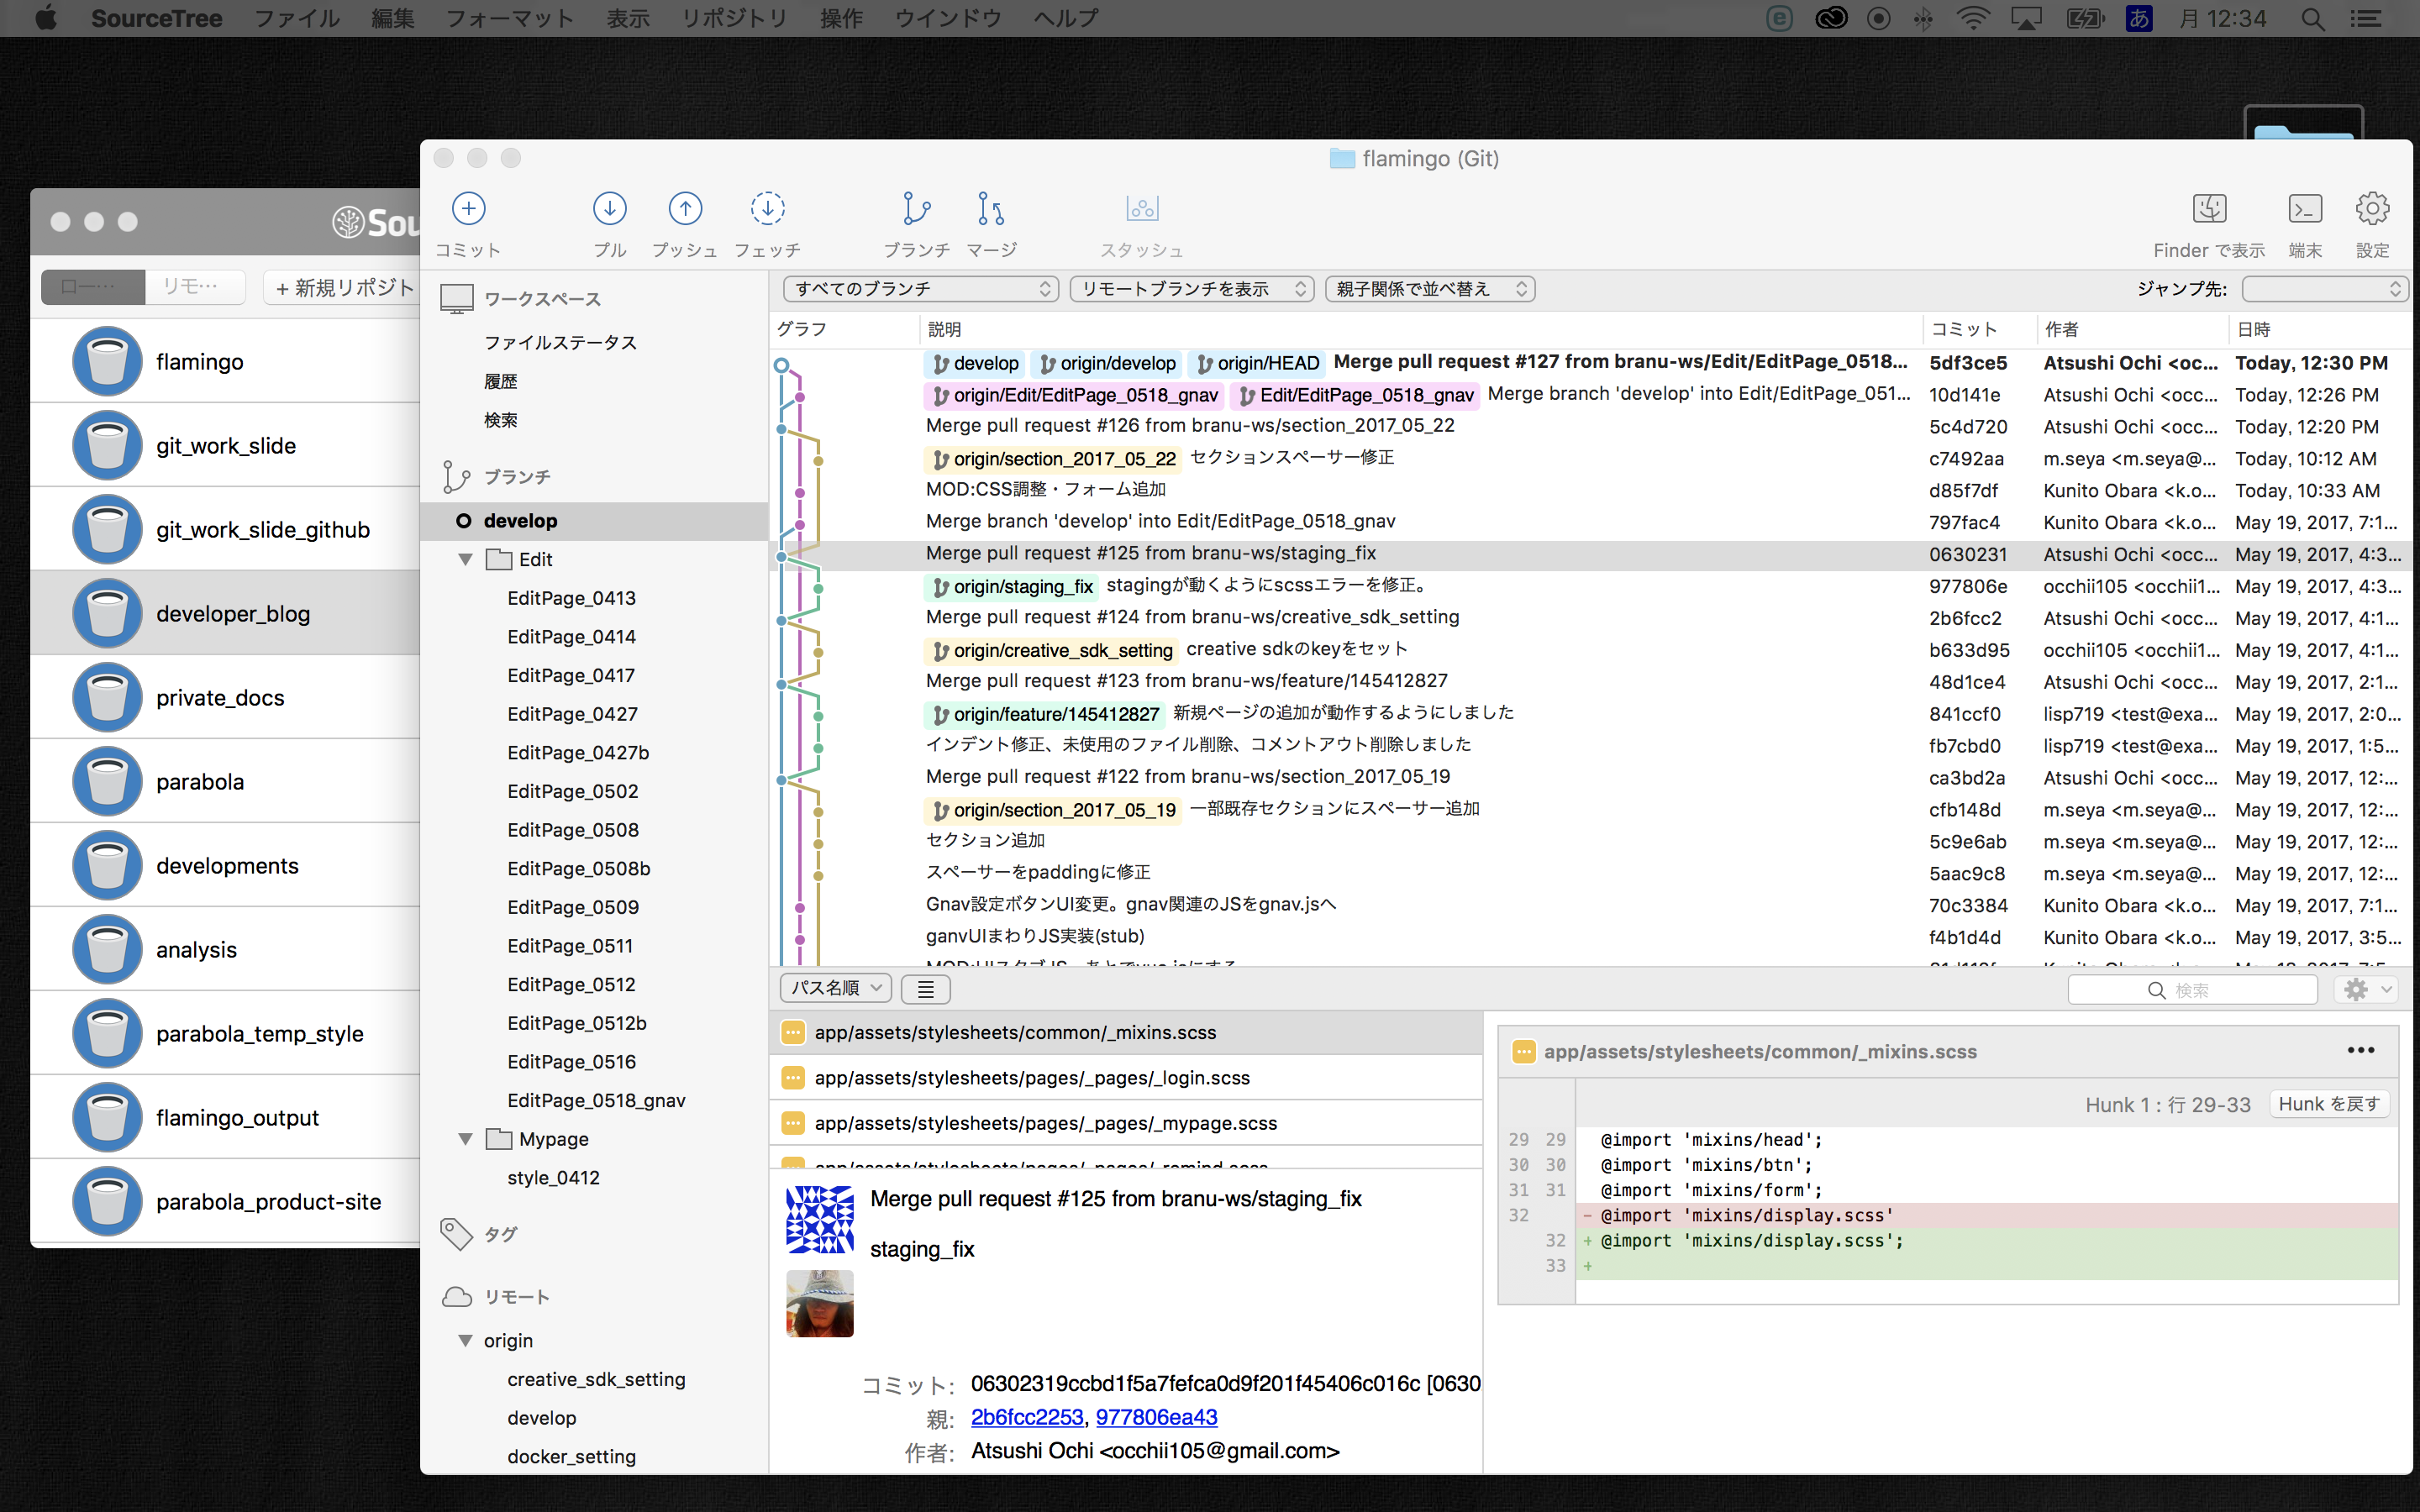 SourceTree ファイル 編集 フォーマット 表示 リポジトリ 操作 ウインドウ ヘルプ
あ 月 12:34
ロー… リモ… + 新規リポジト
flamingo
git_work_slide
git_work_slide_github
developer_blog
private_docs
parabola
developments
analysis
parabola_temp_style
flamingo_output
parabola_product-site
flamingo (Git)
コミット プル プッシュ フェッチ ブランチ マージ スタッシュ Finder で表示 端末 設定
ワークスペース
ファイルステータス
履歴
検索
ブランチ
develop
Edit
EditPage_0413
EditPage_0414
EditPage_0417
EditPage_0427
EditPage_0427b
EditPage_0502
EditPage_0508
EditPage_0508b
EditPage_0509
EditPage_0511
EditPage_0512
EditPage_0512b
EditPage_0516
EditPage_0518_gnav
Mypage
style_0412
タグ
リモート
origin
creative_sdk_setting
develop
docker_setting
すべてのブランチ リモートブランチを表示 親子関係で並べ替え ジャンプ先:
グラフ 説明 コミット 作者 日時
develop origin/develop origin/HEAD Merge pull request #127 from branu-ws/Edit/EditPage_0518... 5df3ce5 Atsushi Ochi <oc... Today, 12:30 PM
origin/Edit/EditPage_0518_gnav Edit/EditPage_0518_gnav Merge branch 'develop' into Edit/EditPage_051... 10d141e Atsushi Ochi <occ... Today, 12:26 PM
Merge pull request #126 from branu-ws/section_2017_05_22 5c4d720 Atsushi Ochi <occ... Today, 12:20 PM
origin/section_2017_05_22 セクションスペーサー修正 c7492aa m.seya <m.seya@... Today, 10:12 AM
MOD:CSS調整・フォーム追加 d85f7df Kunito Obara <k.o... Today, 10:33 AM
Merge branch 'develop' into Edit/EditPage_0518_gnav 797fac4 Kunito Obara <k.o... May 19, 2017, 7:1...
Merge pull request #125 from branu-ws/staging_fix 0630231 Atsushi Ochi <occ... May 19, 2017, 4:3...
origin/staging_fix stagingが動くようにscssエラーを修正。 977806e occhii105 <occhii1... May 19, 2017, 4:3...
Merge pull request #124 from branu-ws/creative_sdk_setting 2b6fcc2 Atsushi Ochi <occ... May 19, 2017, 4:1...
origin/creative_sdk_setting creative sdkのkeyをセット b633d95 occhii105 <occhii1... May 19, 2017, 4:1...
Merge pull request #123 from branu-ws/feature/145412827 48d1ce4 Atsushi Ochi <occ... May 19, 2017, 2:1...
origin/feature/145412827 新規ページの追加が動作するようにしました 841ccf0 lisp719 <test@exa... May 19, 2017, 2:0...
インデント修正、未使用のファイル削除、コメントアウト削除しました fb7cbd0 lisp719 <test@exa... May 19, 2017, 1:5...
Merge pull request #122 from branu-ws/section_2017_05_19 ca3bd2a Atsushi Ochi <occ... May 19, 2017, 12:...
origin/section_2017_05_19 一部既存セクションにスペーサー追加 cfb148d m.seya <m.seya@... May 19, 2017, 12:...
セクション追加 5c9e6ab m.seya <m.seya@... May 19, 2017, 12:...
スペーサーをpaddingに修正 5aac9c8 m.seya <m.seya@... May 19, 2017, 12:...
Gnav設定ボタンUI変更。gnav関連のJSをgnav.jsへ 70c3384 Kunito Obara <k.o... May 19, 2017, 7:1...
ganvUIまわりJS実装(stub) f4b1d4d Kunito Obara <k.o... May 19, 2017, 3:5...
パス名順 検索
app/assets/stylesheets/common/_mixins.scss
app/assets/stylesheets/pages/_pages/_login.scss
app/assets/stylesheets/pages/_pages/_mypage.scss
app/assets/stylesheets/pages/_pages/_remind.scss
Merge pull request #125 from branu-ws/staging_fix
staging_fix
コミット: 06302319ccbd1f5a7fefca0d9f201f45406c016c [0630
親: 2b6fcc2253, 977806ea43
作者: Atsushi Ochi <occhii105@gmail.com>
app/assets/stylesheets/common/_mixins.scss •••
Hunk 1 : 行 29-33 Hunk を戻す
29 29 @import 'mixins/head';
30 30 @import 'mixins/btn';
31 31 @import 'mixins/form';
32 - @import 'mixins/display.scss'
32 + @import 'mixins/display.scss';
33 +